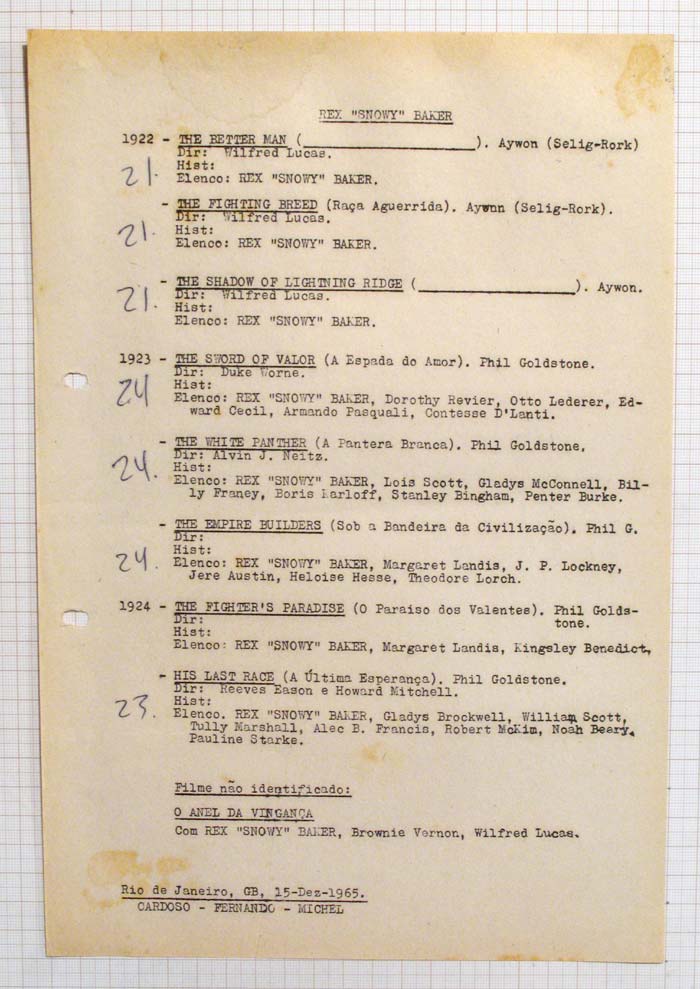 REX "SNOWY" BAKER
1922 - THE BETTER MAN (____________________). Aywon (Selig-Rork)
Dir: Wilfred Lucas.
21.
Hist:
Elenco: REX "SNOWY" BAKER.
- THE FIGHTING BREED (Raça Aguerrida). Aywon (Selig-Rork).
Dir: Wilfred Lucas.
21.
Hist:
Elenco: REX "SNOWY" BAKER.
- THE SHADOW OF LIGHTNING RIDGE (__________________). Aywon.
Dir: Wilfred Lucas.
21.
Hist:
Elenco: REX "SNOWY" BAKER.
1923 - THE SWORD OF VALOR (A Espada do Amor). Phil Goldstone.
Dir: Duke Worne.
24
Hist:
Elenco: REX "SNOWY" BAKER, Dorothy Revier, Otto Lederer, Ed-
ward Cecil, Armando Pasquali, Contesse D'Lanti.
- THE WHITE PANTHER (A Pantera Branca). Phil Goldstone.
Dir: Alvin J. Neitz.
24.
Hist:
Elenco: REX "SNOWY" BAKER, Lois Scott, Gladys McConnell, Bil-
ly Franey, Boris Karloff, Stanley Bingham, Penter Burke.
- THE EMPIRE BUILDERS (Sob a Bandeira da Civilização). Phil G.
Dir:
24.
Hist:
Elenco: REX "SNOWY" BAKER, Margaret Landis, J. P. Lockney,
Jere Austin, Heloise Hesse, Theodore Lorch.
1924 - THE FIGHTER'S PARADISE (O Paraiso dos Valentes). Phil Golds-
Dir: tone.
Hist:
Elenco: REX "SNOWY" BAKER, Margaret Landis, Kingsley Benedict,
- HIS LAST RACE (A Última Esperança). Phil Goldstone.
Dir: Reeves Eason e Howard Mitchell.
23.
Hist:
Elenco. REX "SNOWY" BAKER, Gladys Brockwell, William Scott,
Tully Marshall, Alec B. Francis, Robert McKim, Noah Beery,
Pauline Starke.
Filme não identificado:
O ANEL DA VINGANÇA
Com REX "SNOWY" BAKER, Brownie Vernon, Wilfred Lucas.
Rio de Janeiro, GB, 15-Dez-1965.
CARDOSO - FERNANDO - MICHEL